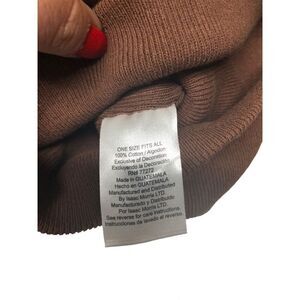 ONE SIZE FITS ALL
100% Cotton / Algodon
Exclusive of Decoration
Excluyendo la Decoración
RN# 77272
Made in GUATEMALA
Hecho en GUATEMALA
Manufactured and Distributed
By Isaac Morris LTD.
Manufacturado y Distribuido
Por Isaac Morris LTD.
See reverse for care instructions.
Instrucciones de lavado al reverso.